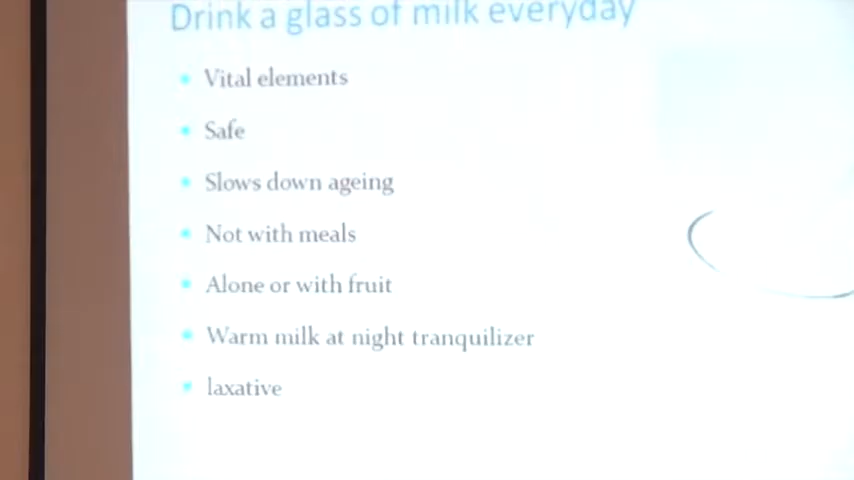 Drink a glass of milk everyday
Vital elements
Safe
Slows down ageing
Not with meals
Alone or with fruit
Warm milk at night tranquilizer
laxative